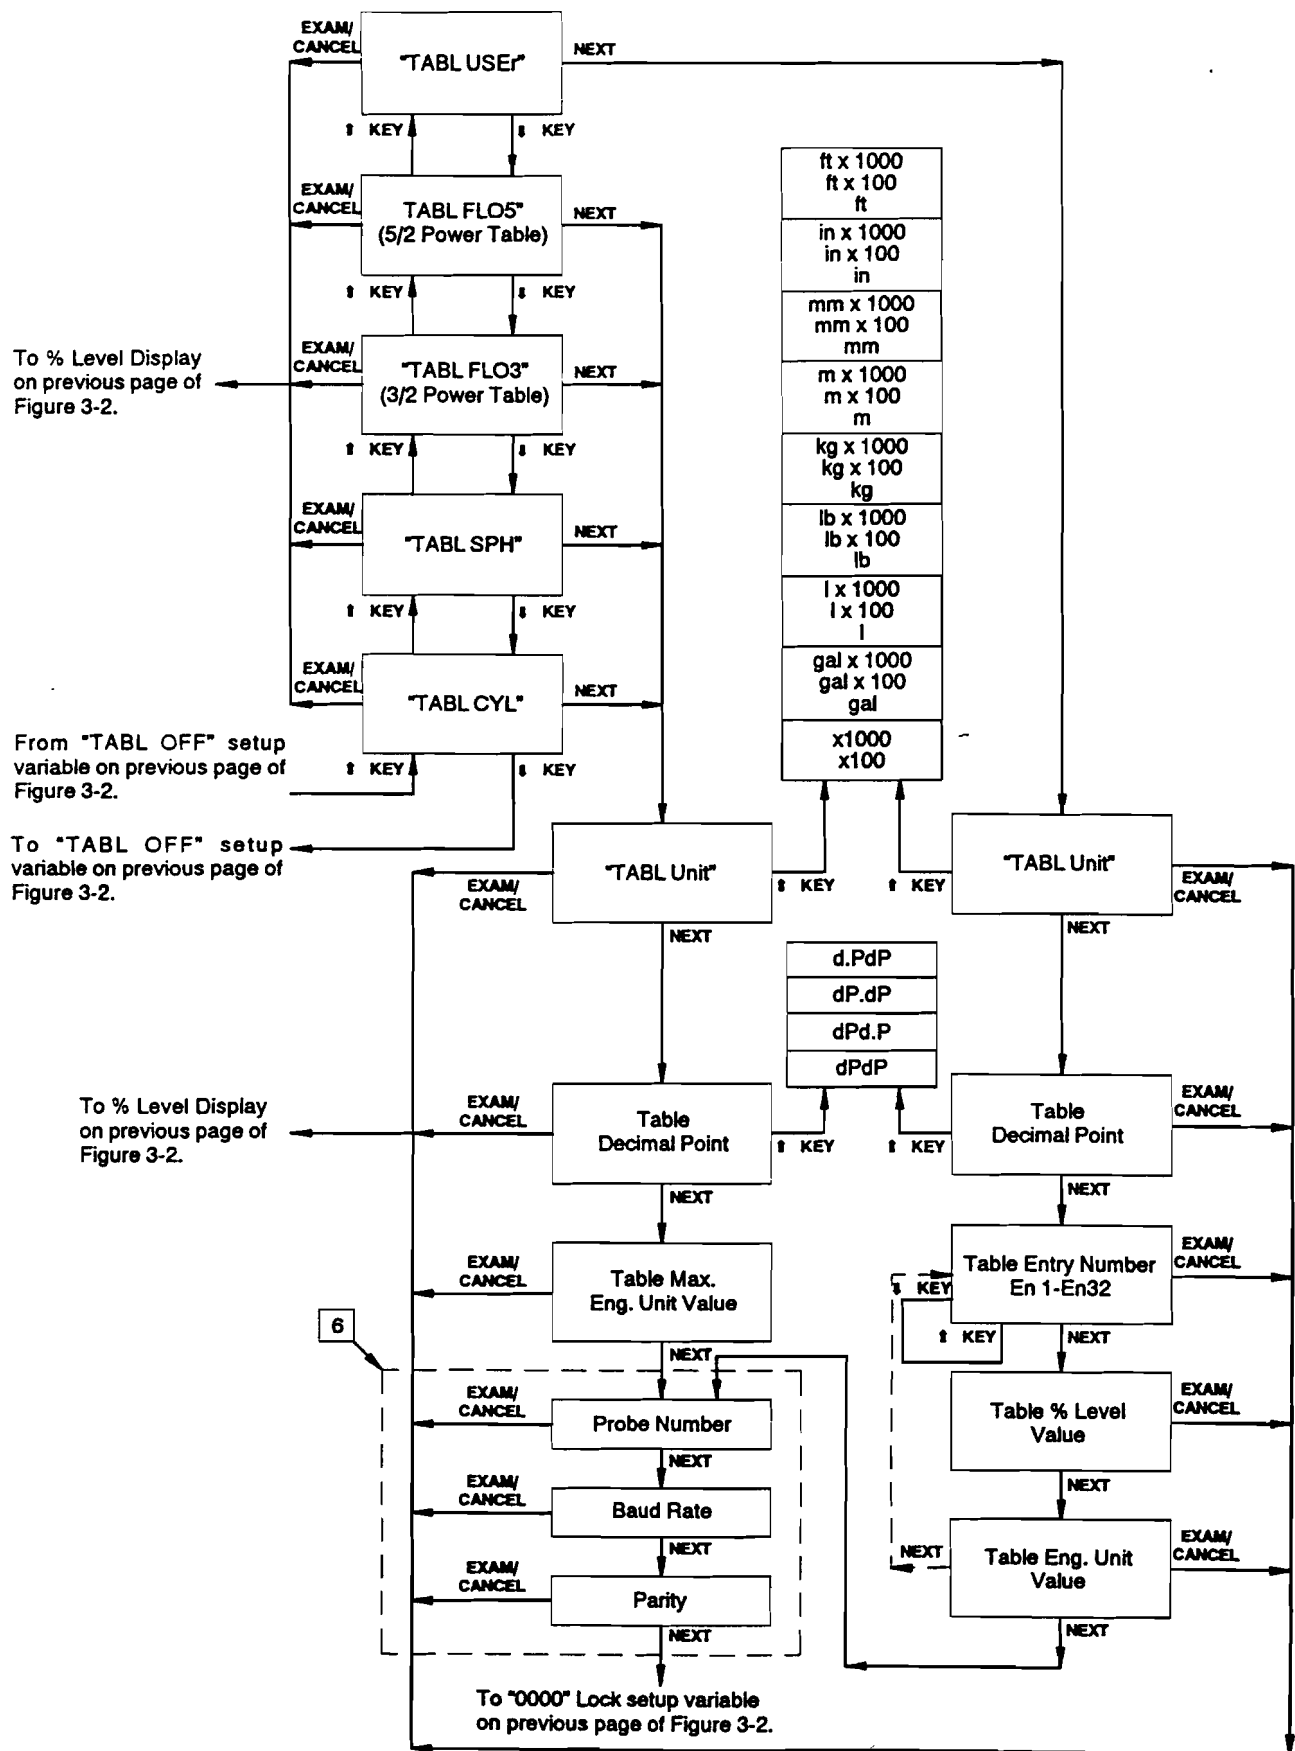 EXAM/
CANCEL
"TABL USEr"
NEXT
⬆ KEY
⬇ KEY
EXAM/
CANCEL
TABL FLO5"
(5/2 Power Table)
NEXT
⬆ KEY
⬇ KEY
To % Level Display
on previous page of
Figure 3-2.
EXAM/
CANCEL
"TABL FLO3"
(3/2 Power Table)
NEXT
⬆ KEY
⬇ KEY
EXAM/
CANCEL
"TABL SPH"
NEXT
⬆ KEY
⬇ KEY
EXAM/
CANCEL
"TABL CYL"
NEXT
From "TABL OFF" setup
variable on previous page of
Figure 3-2.
⬆ KEY
⬇ KEY
To "TABL OFF" setup
variable on previous page of
Figure 3-2.
ft x 1000
ft x 100
ft
in x 1000
in x 100
in
mm x 1000
mm x 100
mm
m x 1000
m x 100
m
kg x 1000
kg x 100
kg
lb x 1000
lb x 100
lb
l x 1000
l x 100
l
gal x 1000
gal x 100
gal
x1000
x100
EXAM/
CANCEL
"TABL Unit"
⬆ KEY
NEXT
⬆ KEY
"TABL Unit"
EXAM/
CANCEL
NEXT
d.PdP
dP.dP
dPd.P
dPdP
To % Level Display
on previous page of
Figure 3-2.
EXAM/
CANCEL
Table
Decimal Point
⬆ KEY
NEXT
⬆ KEY
Table
Decimal Point
EXAM/
CANCEL
NEXT
EXAM/
CANCEL
Table Max.
Eng. Unit Value
NEXT
Table Entry Number
En 1-En32
EXAM/
CANCEL
⬇ KEY
⬆ KEY
NEXT
6
EXAM/
CANCEL
Probe Number
NEXT
Table % Level
Value
EXAM/
CANCEL
NEXT
EXAM/
CANCEL
Baud Rate
NEXT
NEXT
Table Eng. Unit
Value
EXAM/
CANCEL
NEXT
EXAM/
CANCEL
Parity
NEXT
To "0000" Lock setup variable
on previous page of Figure 3-2.